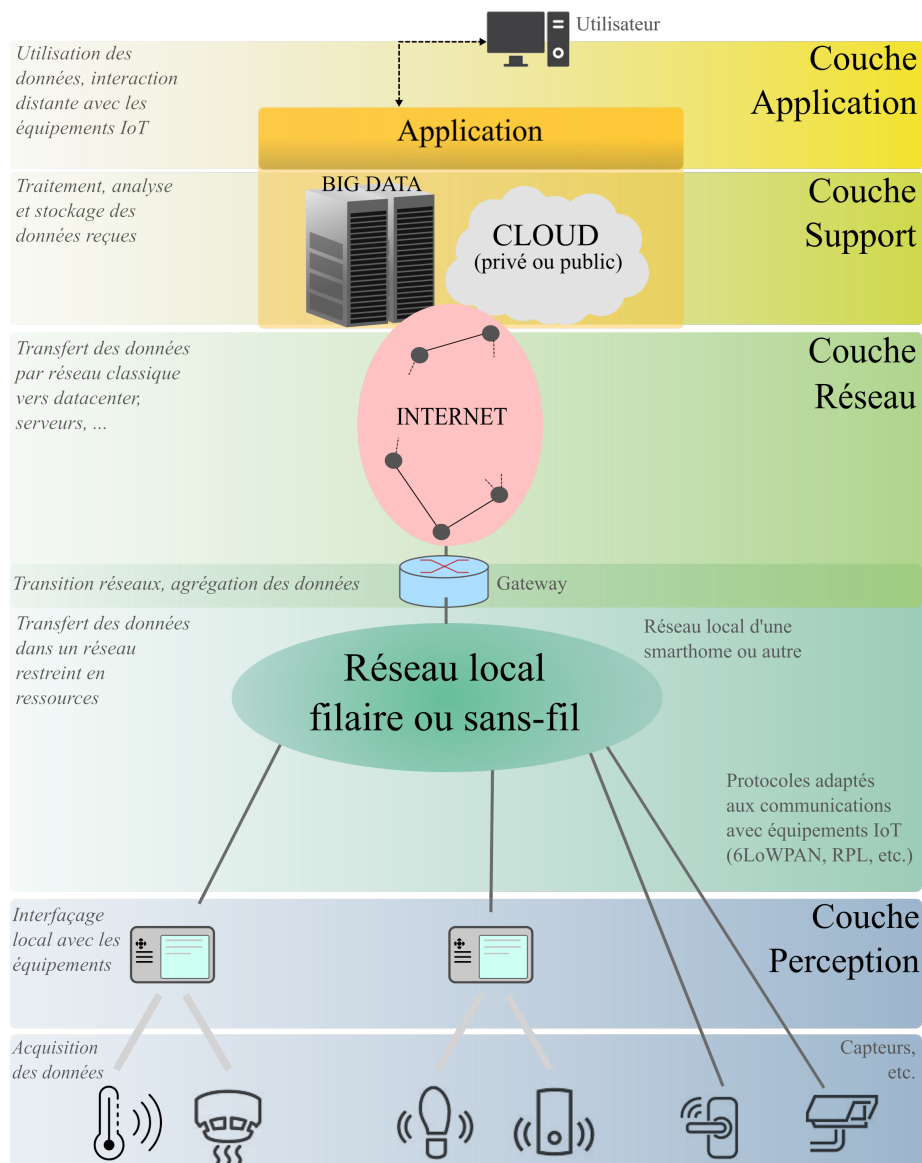 Utilisateur
Utilisation des
données, interaction
distante avec les
équipements IoT
Couche
Application
Application
Traitement, analyse
et stockage des
données reçues
BIG DATA
CLOUD
(privé ou public)
Couche
Support
Transfert des données
par réseau classique
vers datacenter,
serveurs, ...
INTERNET
Couche
Réseau
Transition réseaux, agrégation des données
Gateway
Transfert des données
dans un réseau
restreint en
ressources
Réseau local d'une
smarthome ou autre
Réseau local
filaire ou sans-fil
Protocoles adaptés
aux communications
avec équipements IoT
(6LoWPAN, RPL, etc.)
Interfaçage
local avec les
équipements
Couche
Perception
Acquisition
des données
Capteurs,
etc.